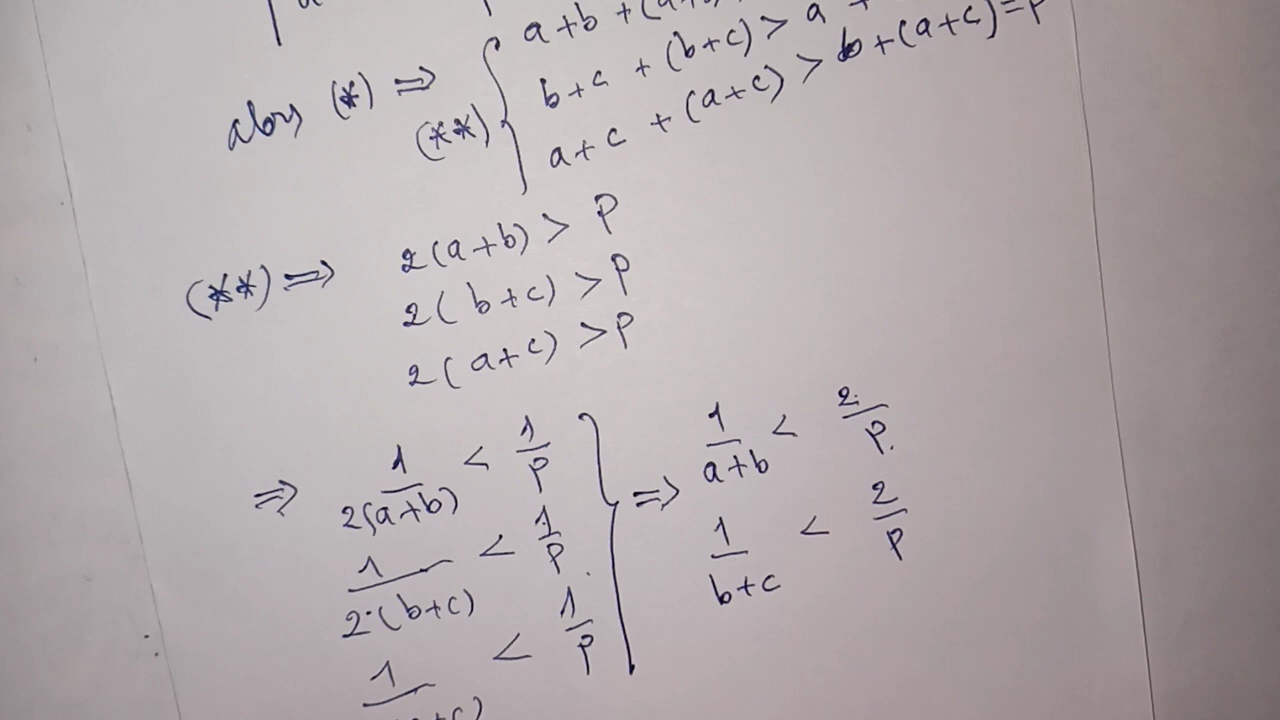 a+b + (a+
alors (*) ⇒
b+c + (b+c) > a +
(**) {
a+c + (a+c) > b+(a+c) = P
(**) ⇒ 2(a+b) > P
2(b+c) > P
2(a+c) > P
⇒ 1/2(a+b) < 1/P } ⇒ 1/a+b < 2/P
1/2(b+c) < 1/P
1/b+c < 2/P
1/ +c) < 1/P